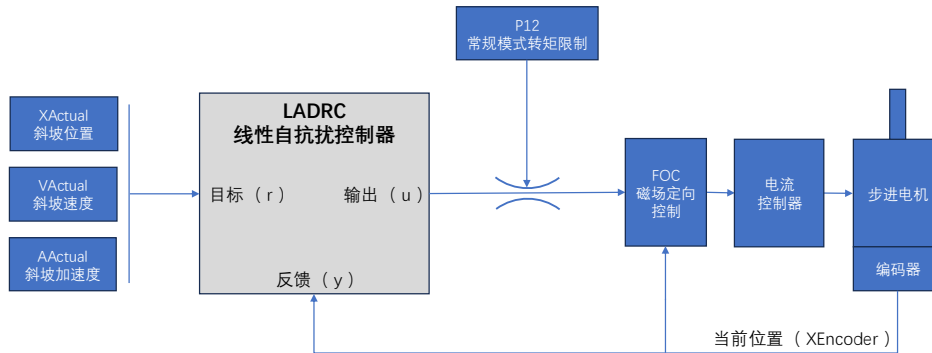 P12
常规模式转矩限制
XActual
斜坡位置
VActual
斜坡速度
AActual
斜坡加速度
LADRC
线性自抗扰控制器
目标（r）
输出（u）
反馈（y）
FOC
磁场定向
控制
电流
控制器
步进电机
编码器
当前位置（XEncoder）